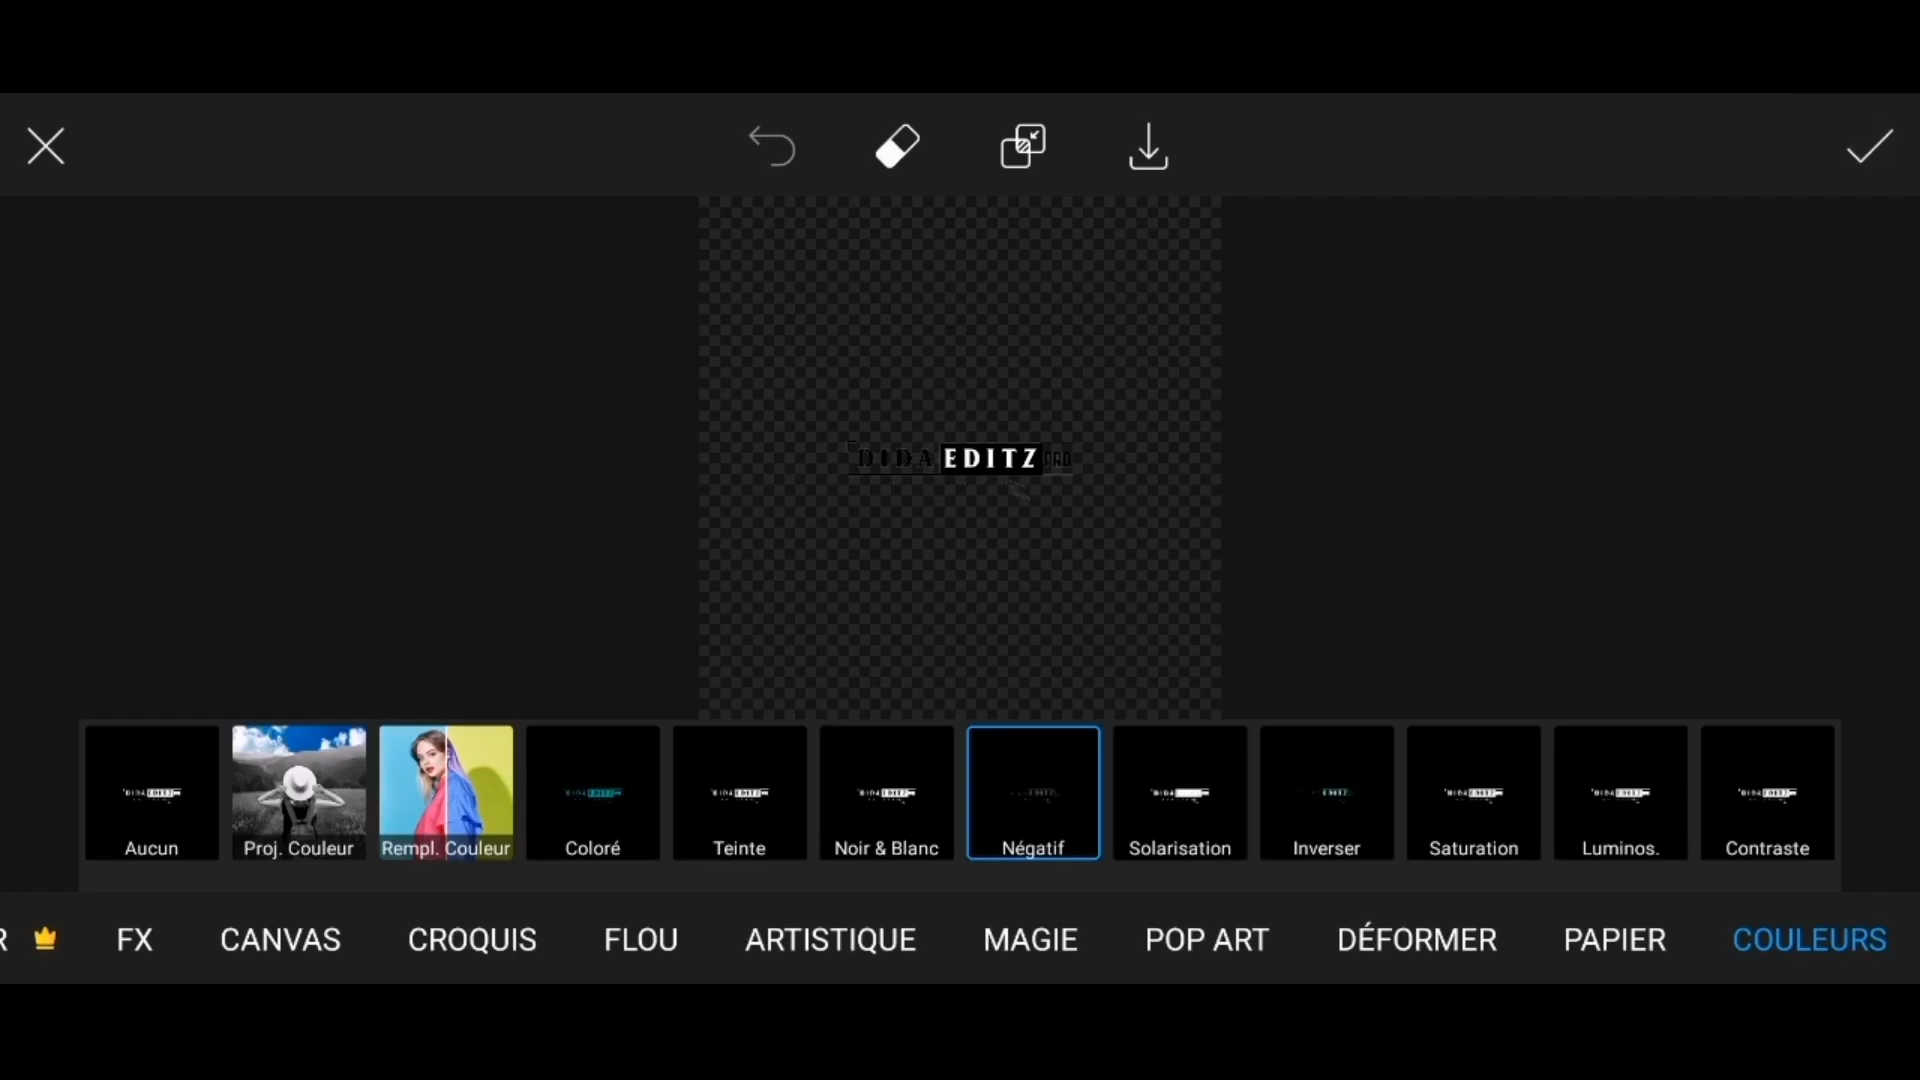 DIDA EDITZ PRO
Aucun Proj. Couleur Rempl. Couleur Coloré Teinte Noir & Blanc Négatif Solarisation Inverser Saturation Luminos. Contraste
R FX CANVAS CROQUIS FLOU ARTISTIQUE MAGIE POP ART DÉFORMER PAPIER COULEURS